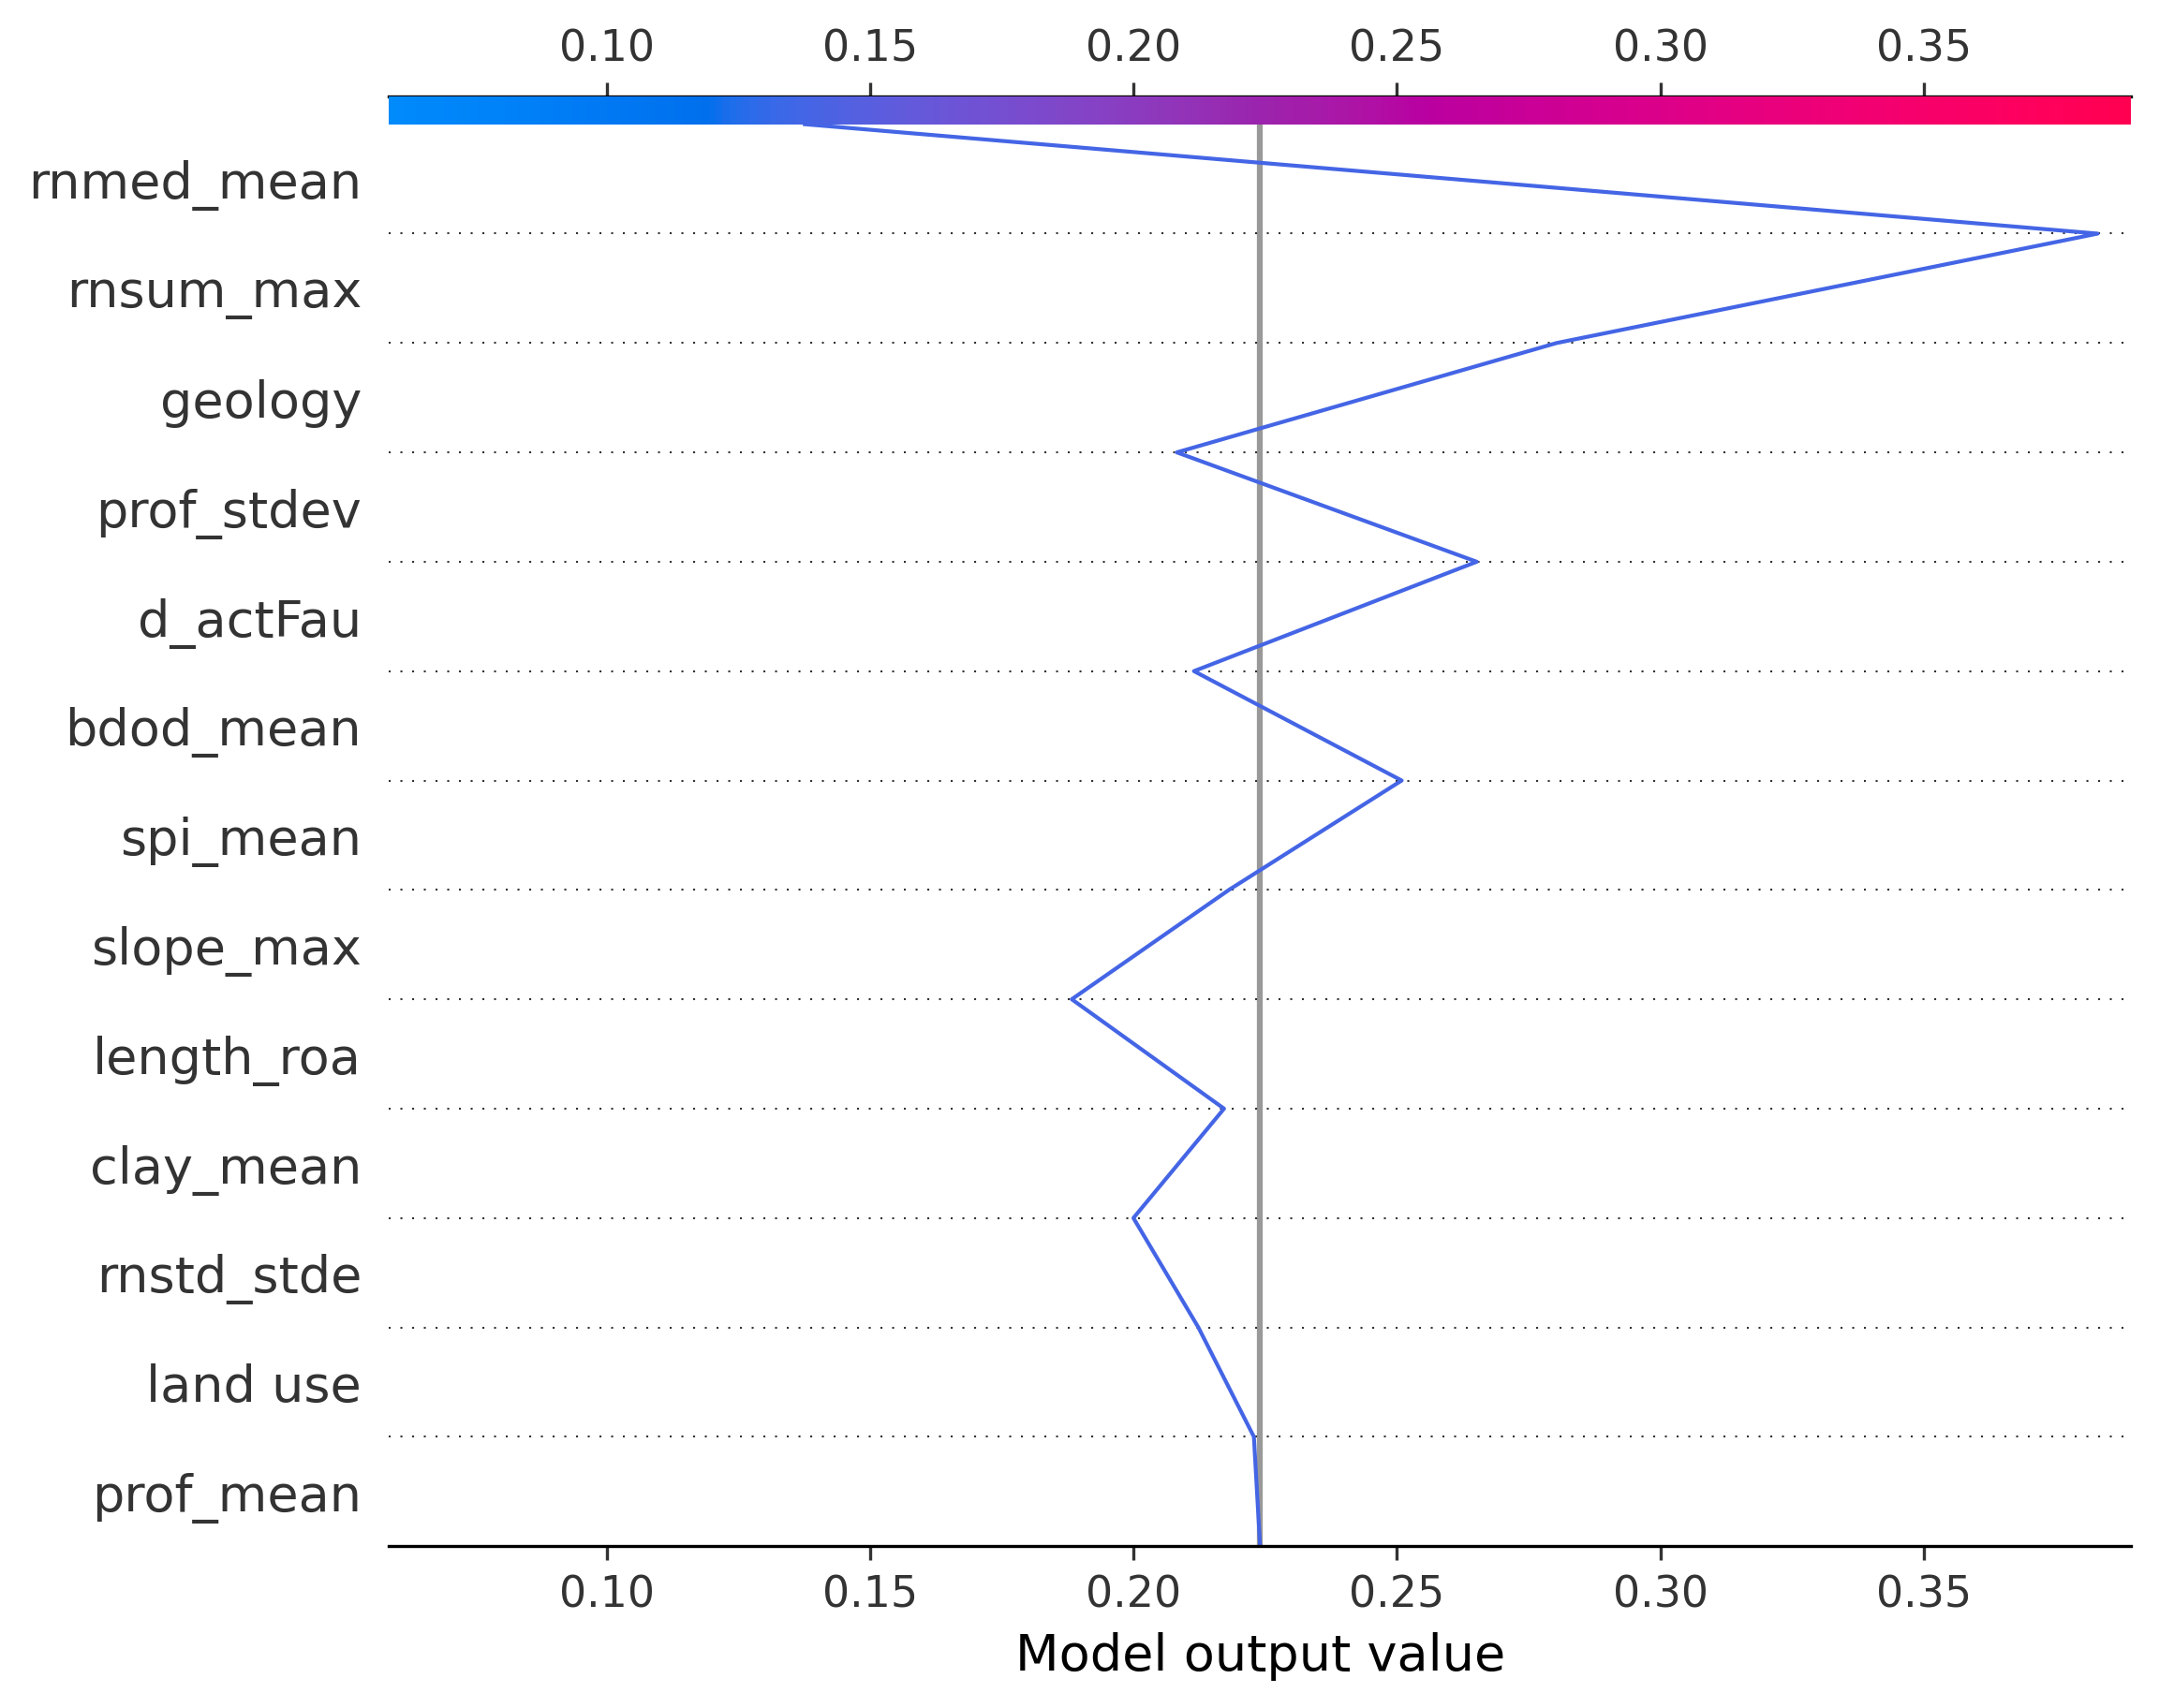 0.10 0.15 0.20 0.25 0.30 0.35
rnmed_mean
rnsum_max
geology
prof_stdev
d_actFau
bdod_mean
spi_mean
slope_max
length_roa
clay_mean
rnstd_stde
land use
prof_mean
0.10 0.15 0.20 0.25 0.30 0.35
Model output value